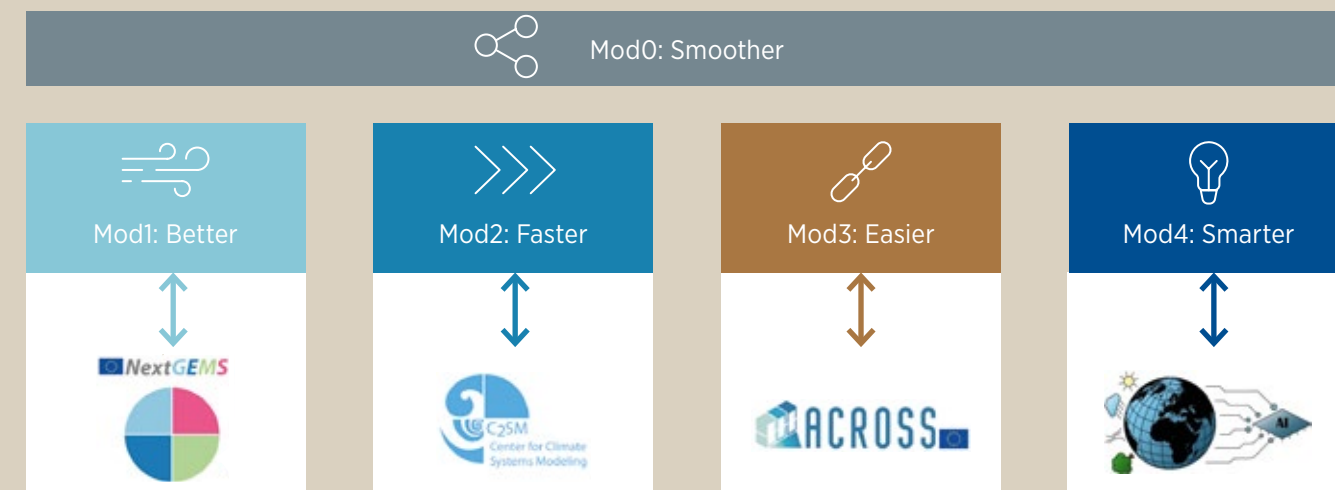 Mod0: Smoother
Mod1: Better
Mod2: Faster
Mod3: Easier
Mod4: Smarter
NextGEMS
C2SM
Center for Climate
Systems Modeling
ACROSS
AI